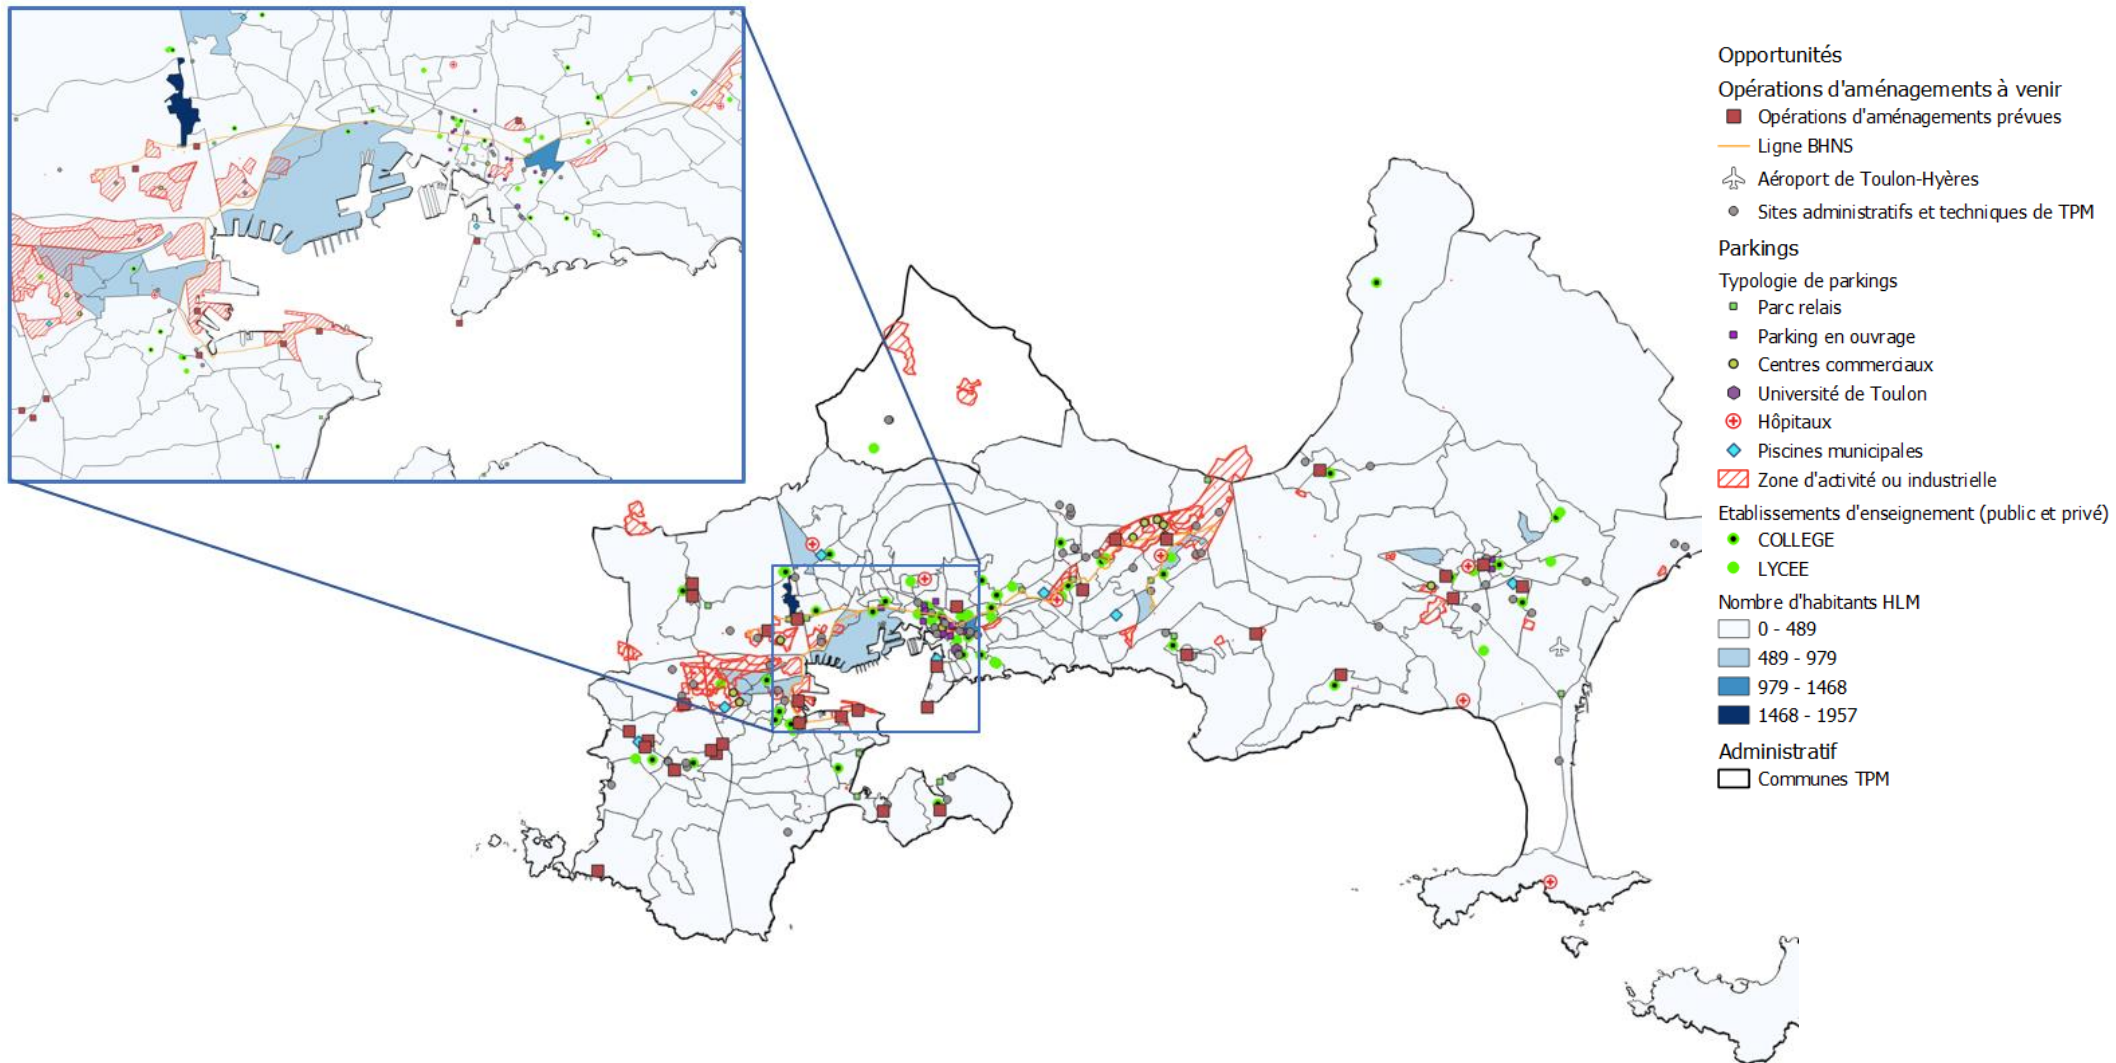 Opportunités
Opérations d'aménagements à venir
Opérations d'aménagements prévues
Ligne BHNS
Aéroport de Toulon-Hyères
Sites administratifs et techniques de TPM
Parkings
Typologie de parkings
Parc relais
Parking en ouvrage
Centres commerciaux
Université de Toulon
Hôpitaux
Piscines municipales
Zone d'activité ou industrielle
Etablissements d'enseignement (public et privé)
COLLEGE
LYCEE
Nombre d'habitants HLM
0 - 489
489 - 979
979 - 1468
1468 - 1957
Administratif
Communes TPM